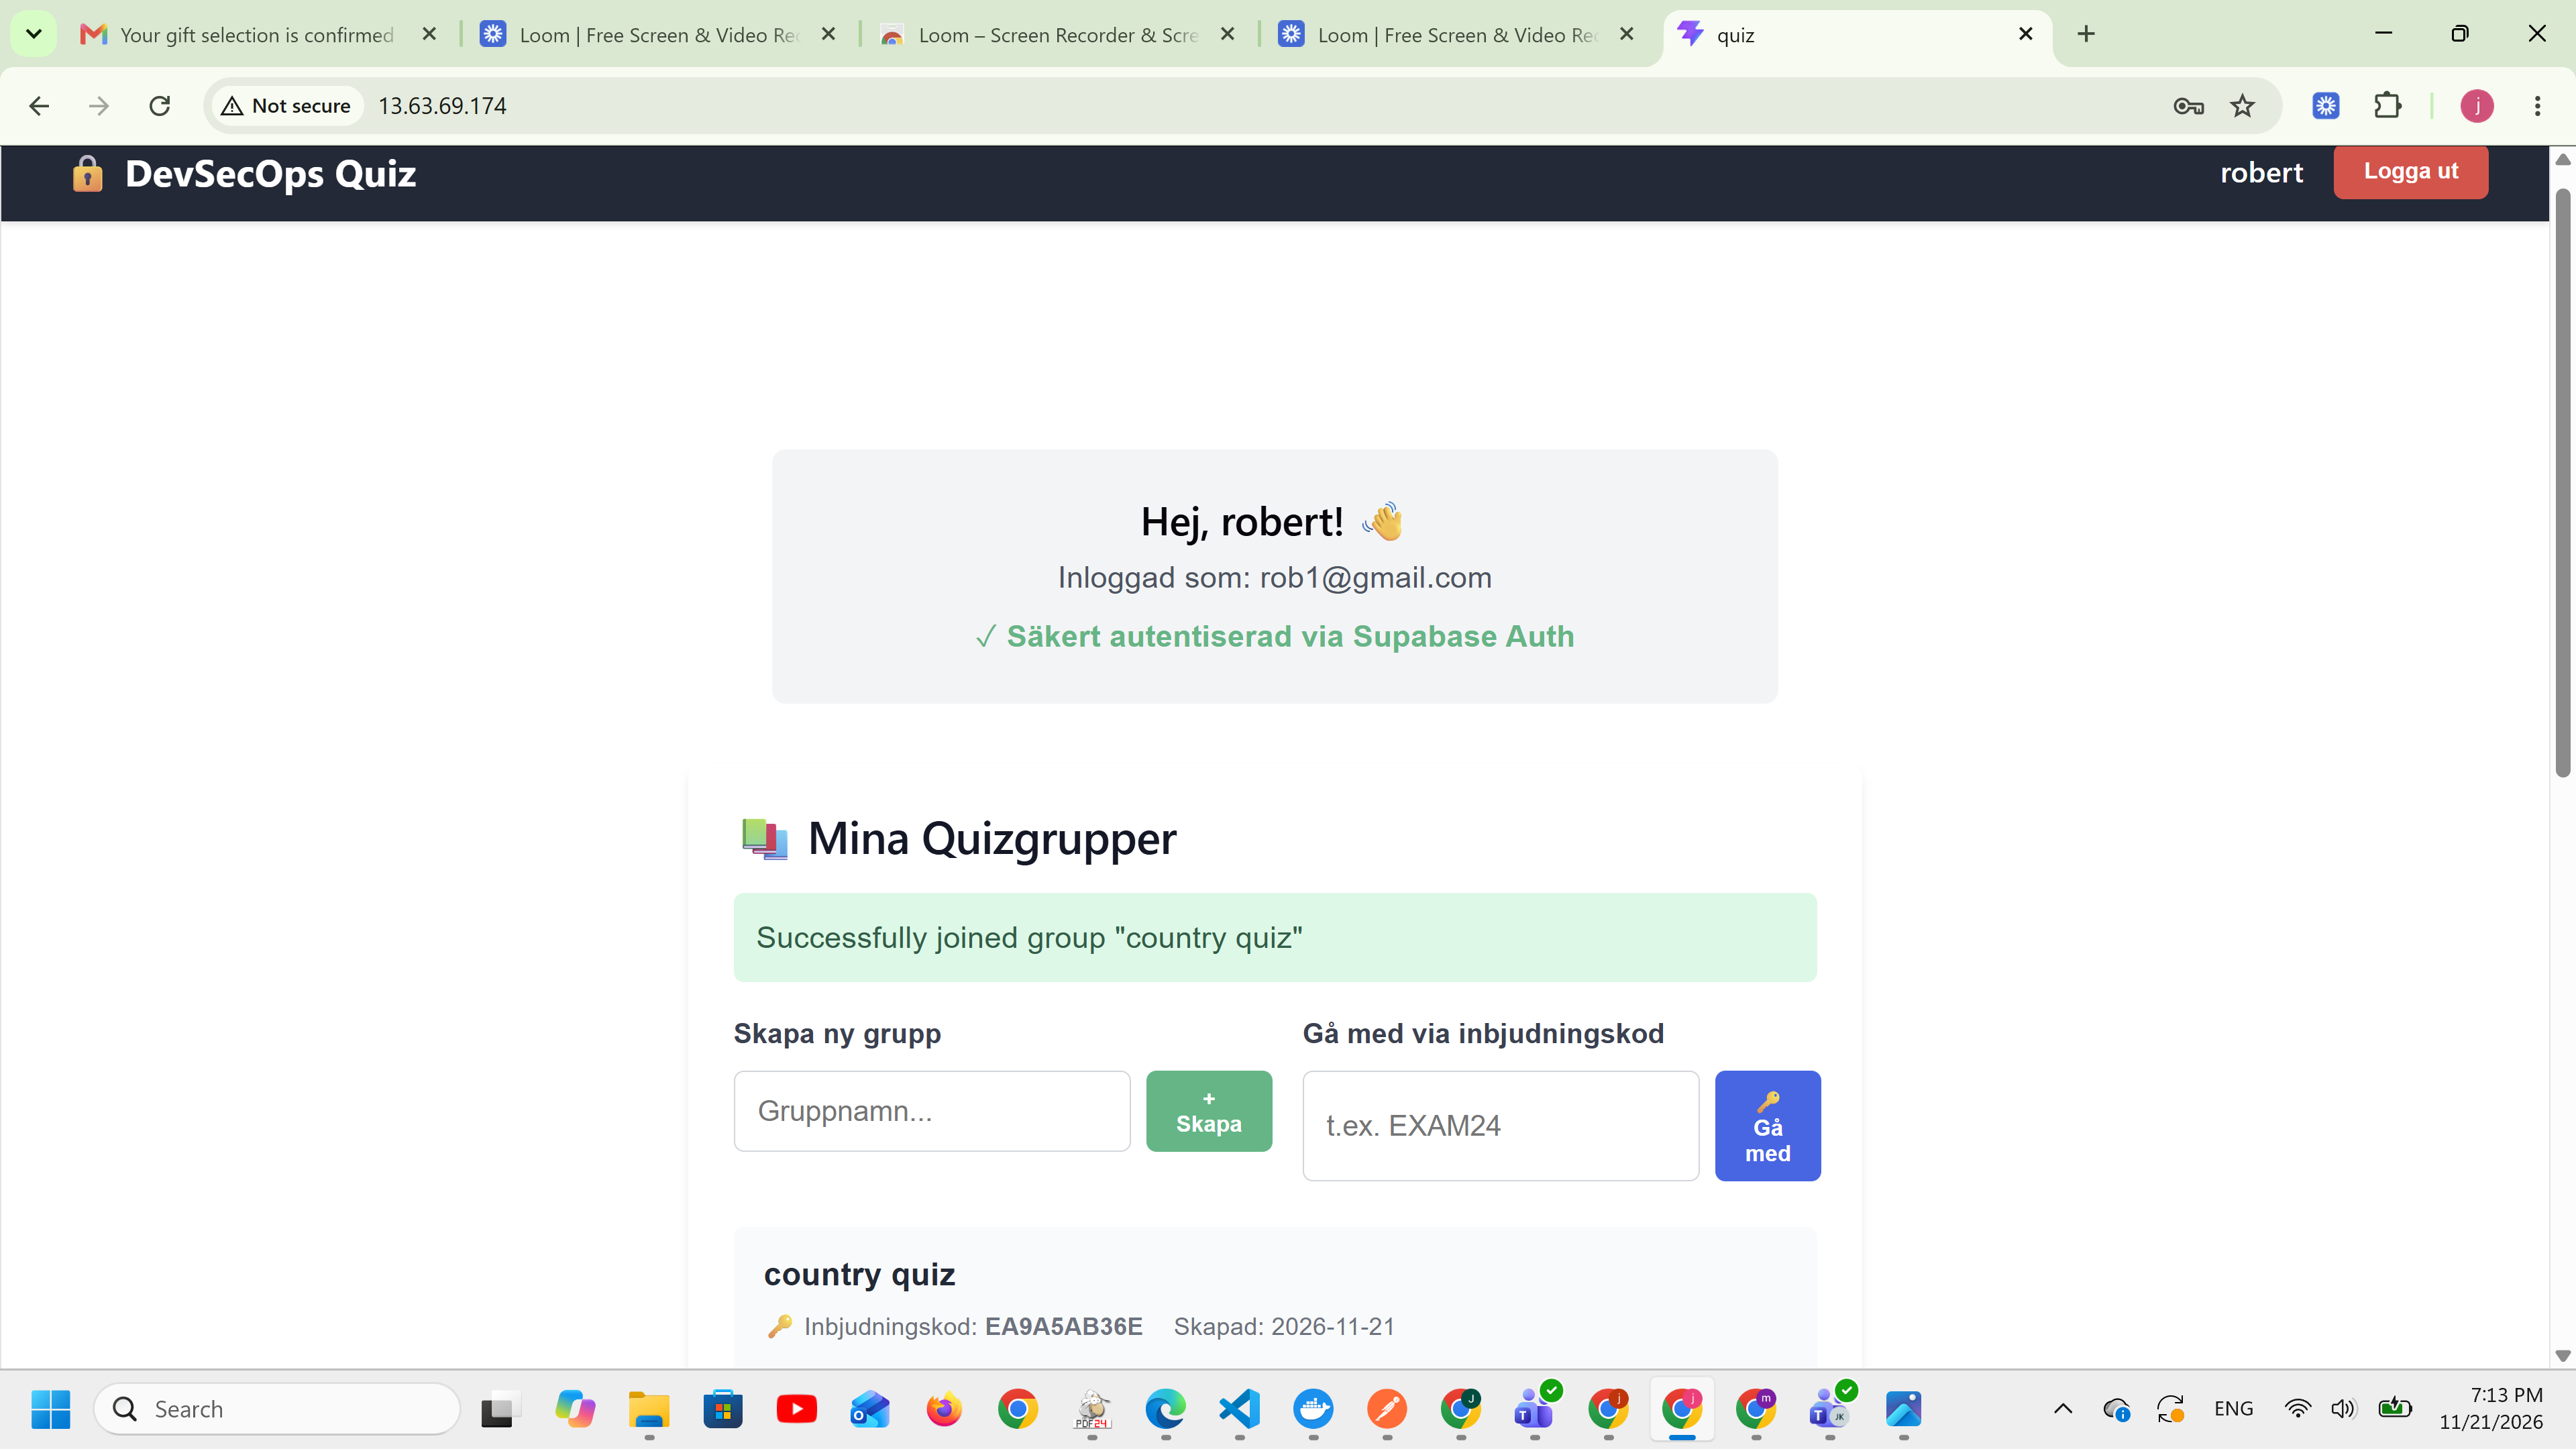 Your gift selection is confirmed
Loom | Free Screen & Video Rec
Loom – Screen Recorder & Scre
Loom | Free Screen & Video Rec
quiz
Not secure
13.63.69.174
j
DevSecOps Quiz
robert
Logga ut
Hej, robert!
Inloggad som: rob1@gmail.com
✓ Säkert autentiserad via Supabase Auth
Mina Quizgrupper
Successfully joined group "country quiz"
Skapa ny grupp
Gå med via inbjudningskod
Gruppnamn...
+
Skapa
t.ex. EXAM24
Gå
med
country quiz
Inbjudningskod: EA9A5AB36E
Skapad: 2026-11-21
Search
PDF24
J
T
j
j
m
T
JK
ENG
7:13 PM
11/21/2026